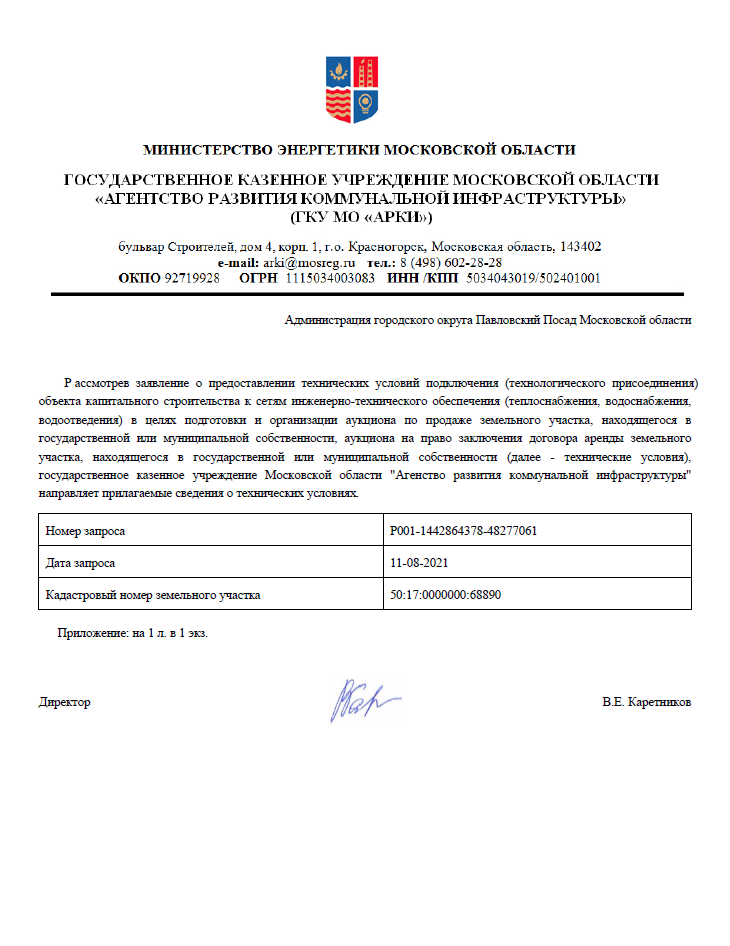 МИНИСТЕРСТВО ЭНЕРГЕТИКИ МОСКОВСКОЙ ОБЛАСТИ
ГОСУДАРСТВЕННОЕ КАЗЕННОЕ УЧРЕЖДЕНИЕ МОСКОВСКОЙ ОБЛАСТИ
«АГЕНТСТВО РАЗВИТИЯ КОММУНАЛЬНОЙ ИНФРАСТРУКТУРЫ»
(ГКУ МО «АРКИ»)
бульвар Строителей, дом 4, корп. 1, г.о. Красногорск, Московская область, 143402
e-mail: arki@mosreg.ru тел.: 8 (498) 602-28-28
ОКПО 92719928 ОГРН 1115034003083 ИНН /КПП 5034043019/502401001
Администрация городского округа Павловский Посад Московской области
Р ассмотрев заявление о предоставлении технических условий подключения (технологического присоединения)
объекта капитального строительства к сетям инженерно-технического обеспечения (теплоснабжения, водоснабжения,
водоотведения) в целях подготовки и организации аукциона по продаже земельного участка, находящегося в
государственной или муниципальной собственности, аукциона на право заключения договора аренды земельного
участка, находящегося в государственной или муниципальной собственности (далее - технические условия),
государственное казенное учреждение Московской области "Агенство развития коммунальной инфраструктуры"
направляет прилагаемые сведения о технических условиях.
Номер запроса P001-1442864378-48277061
Дата запроса 11-08-2021
Кадастровый номер земельного участка 50:17:0000000:68890
Приложение: на 1 л. в 1 экз.
Директор В.Е. Каретников